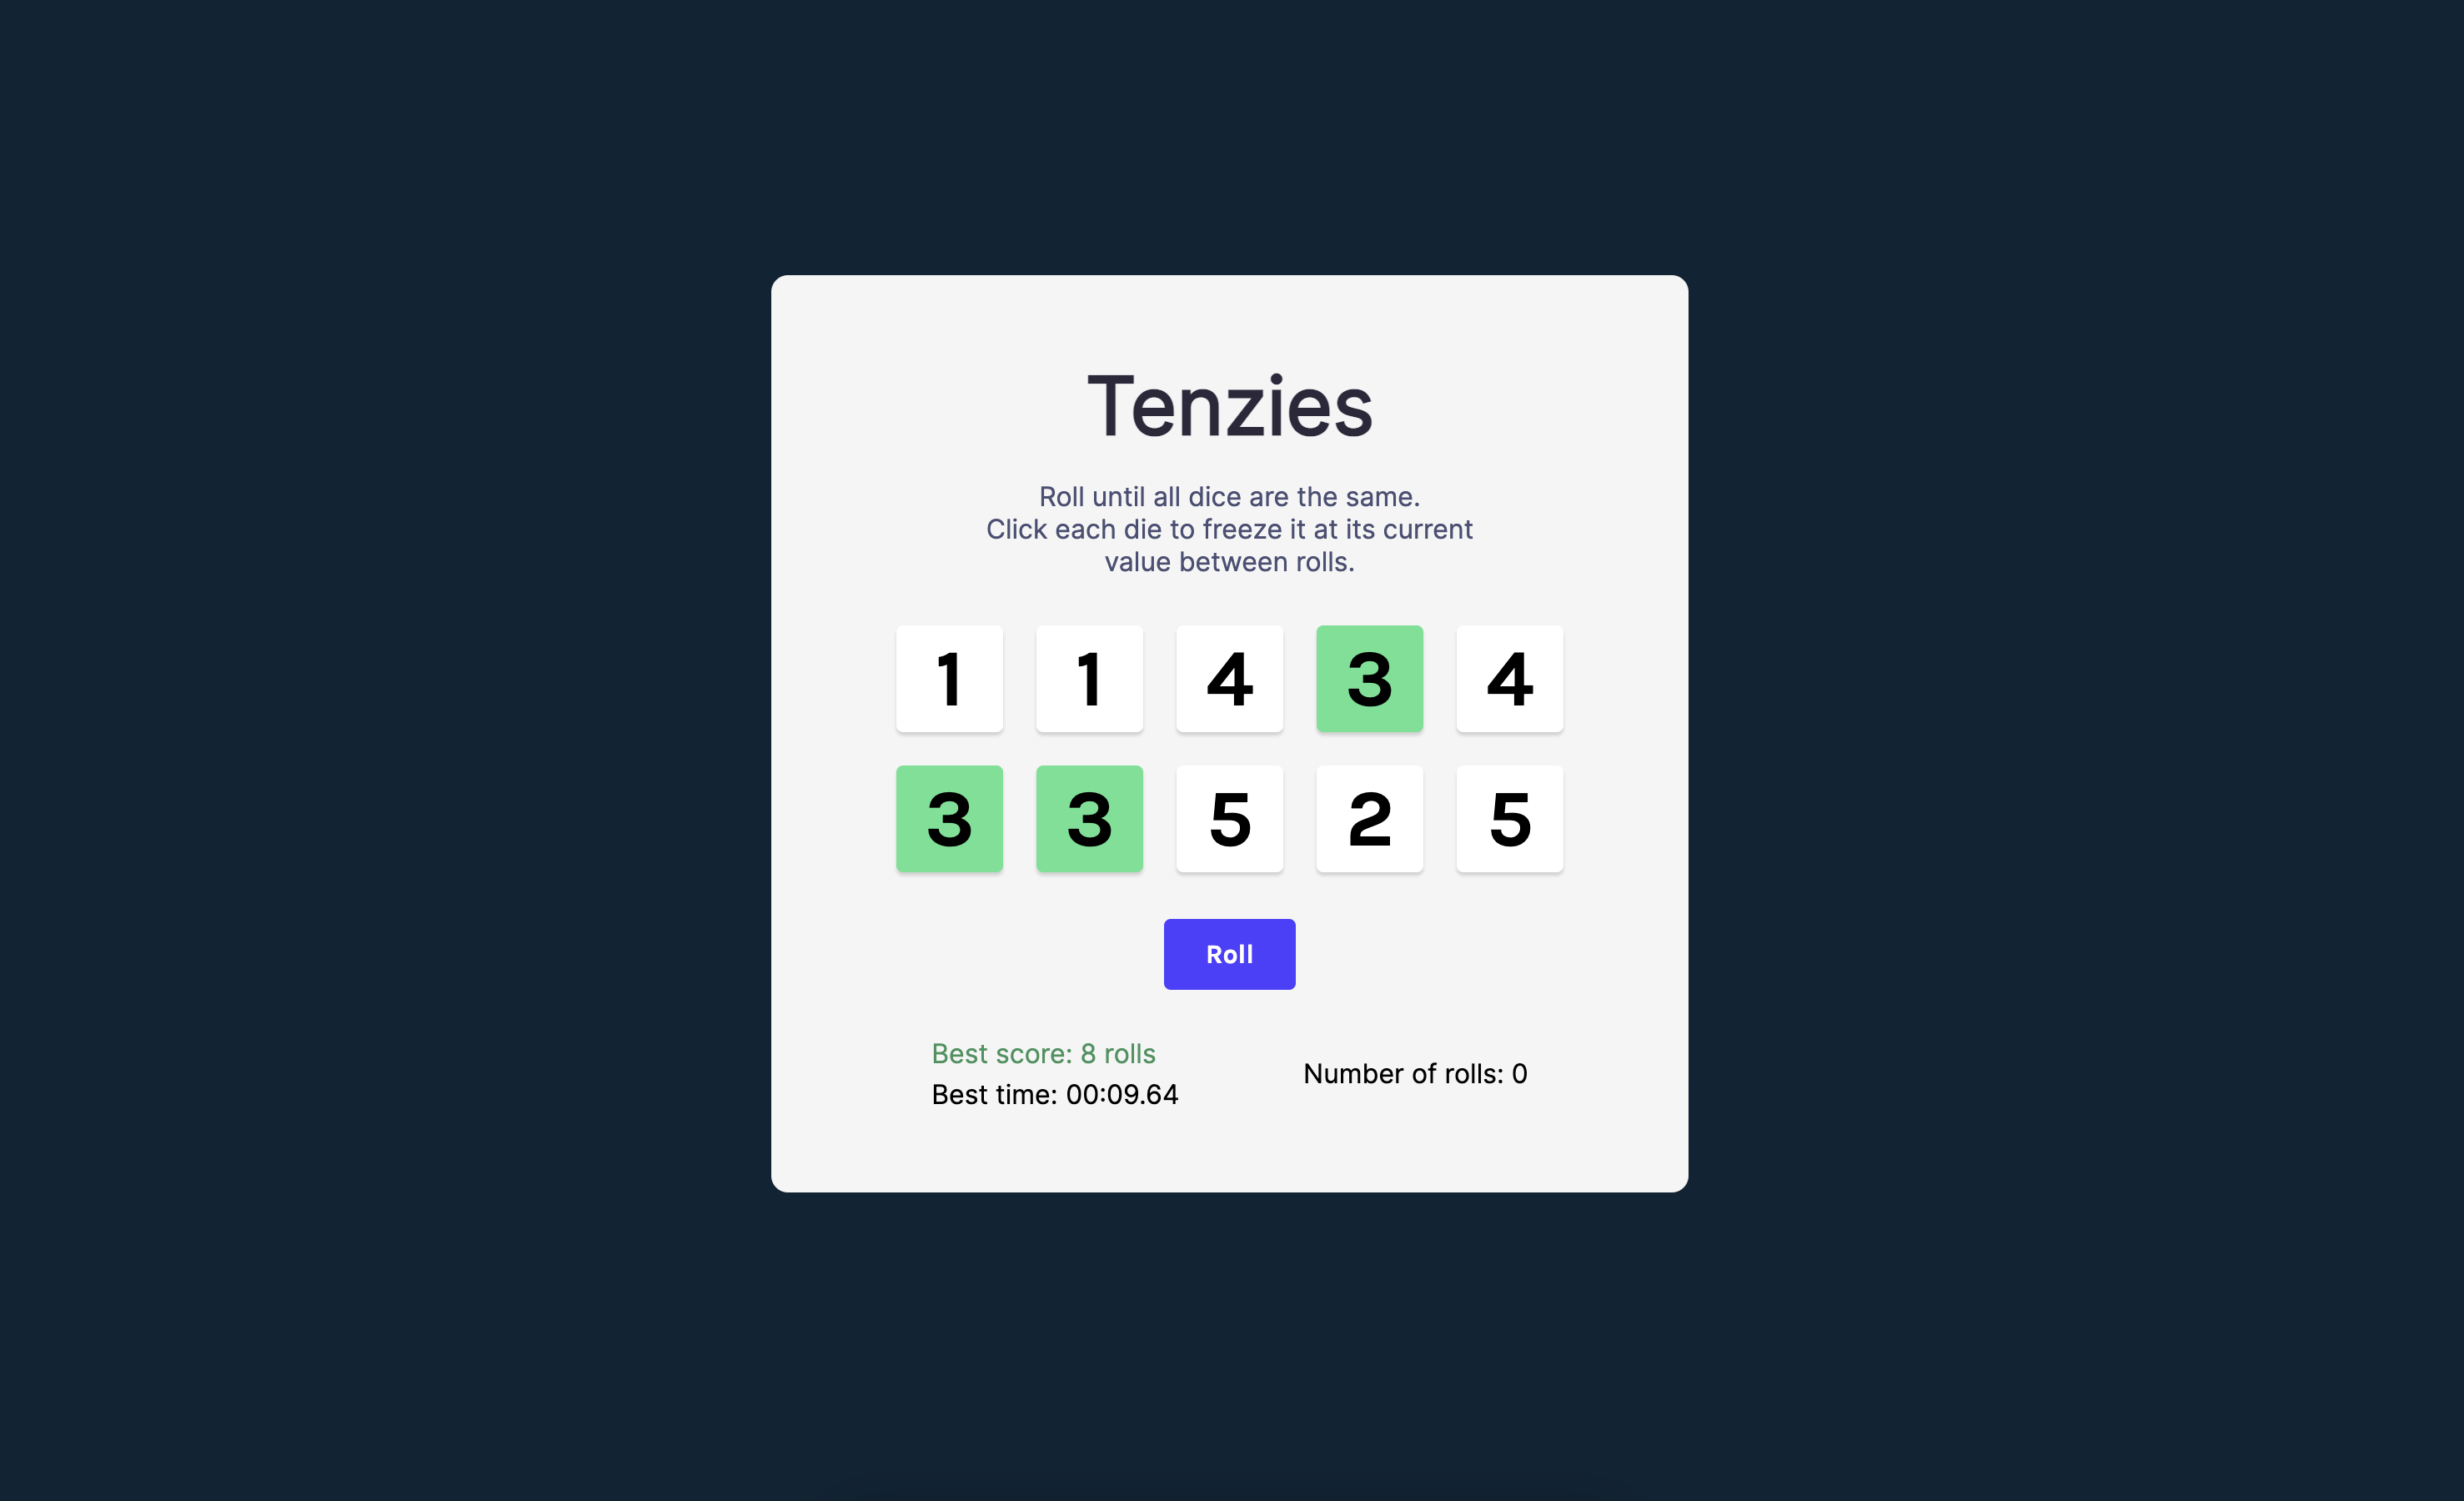 Tenzies
Roll until all dice are the same.
Click each die to freeze it at its current
value between rolls.
1 1 4 3 4
3 3 5 2 5
Roll
Best score: 8 rolls
Best time: 00:09.64
Number of rolls: 0